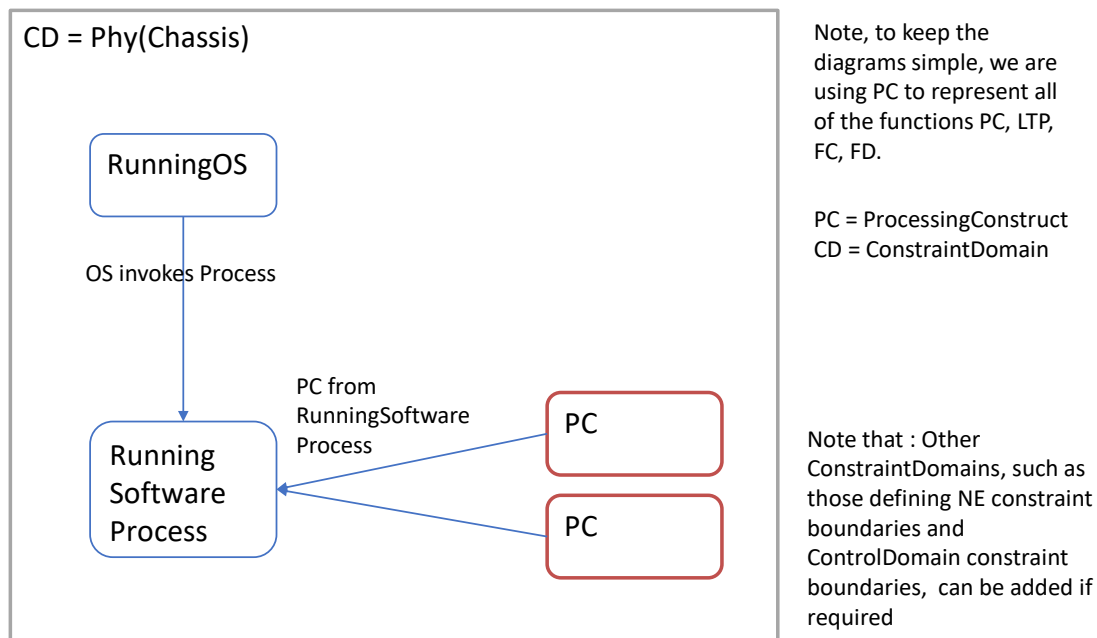 CD = Phy(Chassis)
RunningOS
OS invokes Process
PC from
RunningSoftware
Process
PC
Running
Software
Process
PC
Note, to keep the
diagrams simple, we are
using PC to represent all
of the functions PC, LTP,
FC, FD.
PC = ProcessingConstruct
CD = ConstraintDomain
Note that : Other
ConstraintDomains, such as
those defining NE constraint
boundaries and
ControlDomain constraint
boundaries,  can be added if
required